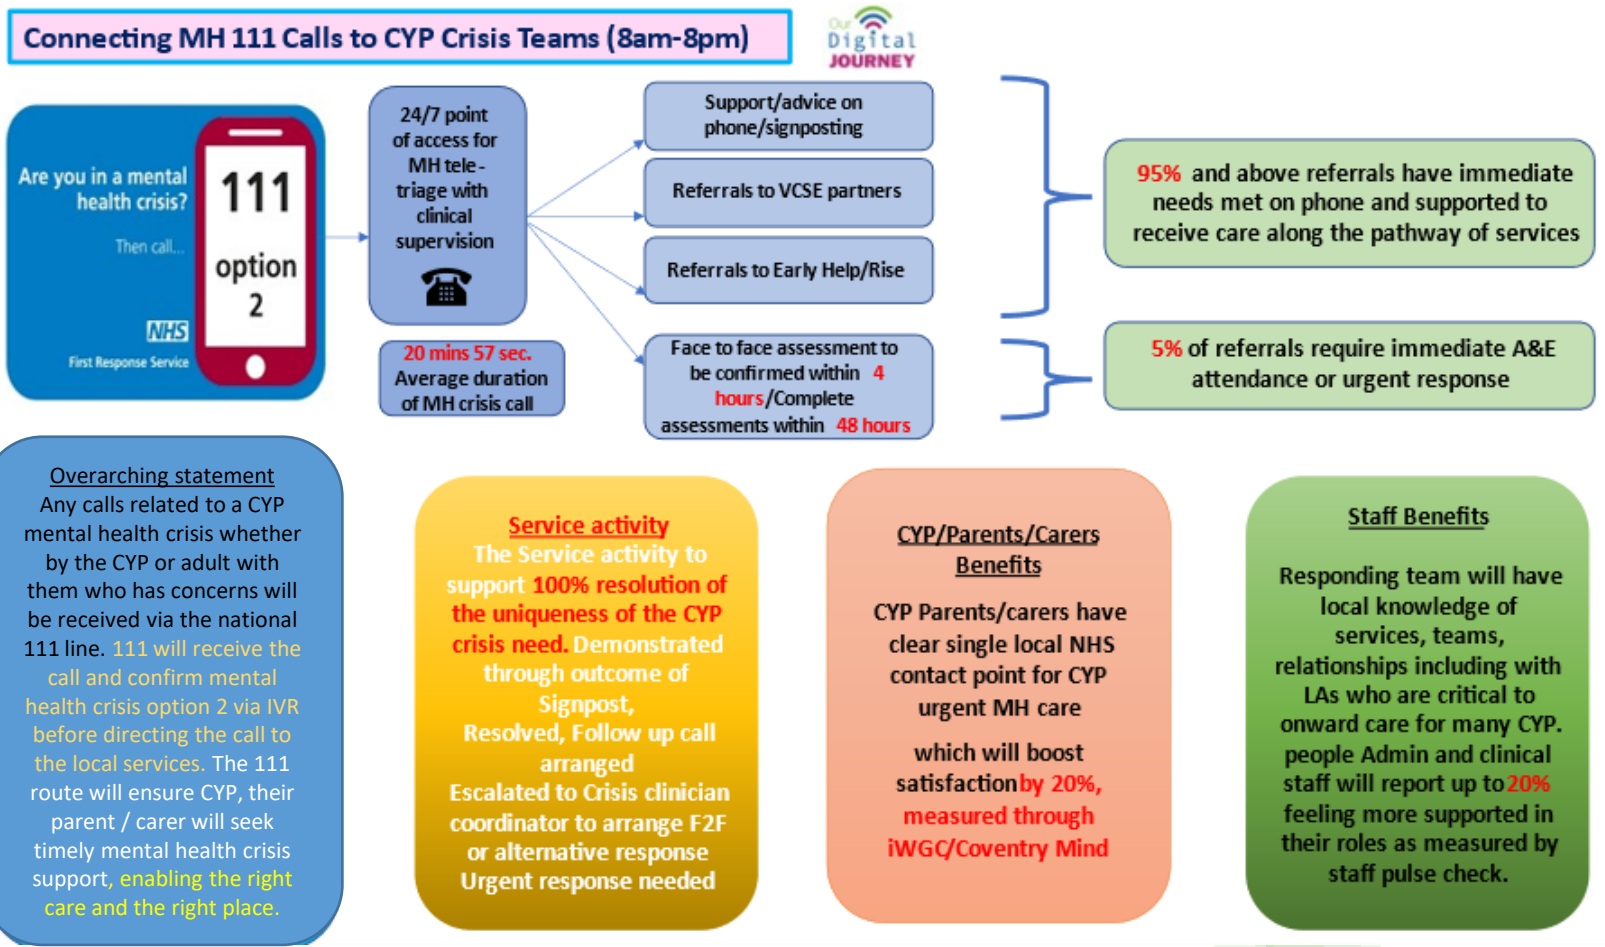 Connecting MH 111 Calls to CYP Crisis Teams (8am-8pm)
Our
Digital
JOURNEY
Are you in a mental
health crisis?
Then call...
NHS
First Response Service
111
option
2
24/7 point
of access for
MH tele-
triage with
clinical
supervision
20 mins 57 sec.
Average duration
of MH crisis call
Support/advice on
phone/signposting
Referrals to VCSE partners
Referrals to Early Help/Rise
Face to face assessment to
be confirmed within 4
hours/Complete
assessments within 48 hours
95% and above referrals have immediate
needs met on phone and supported to
receive care along the pathway of services
5% of referrals require immediate A&E
attendance or urgent response
Overarching statement
Any calls related to a CYP
mental health crisis whether
by the CYP or adult with
them who has concerns will
be received via the national
111 line. 111 will receive the
call and confirm mental
health crisis option 2 via IVR
before directing the call to
the local services. The 111
route will ensure CYP, their
parent / carer will seek
timely mental health crisis
support, enabling the right
care and the right place.
Service activity
The Service activity to
support 100% resolution of
the uniqueness of the CYP
crisis need. Demonstrated
through outcome of
Signpost,
Resolved, Follow up call
arranged
Escalated to Crisis clinician
coordinator to arrange F2F
or alternative response
Urgent response needed
CYP/Parents/Carers
Benefits
CYP Parents/carers have
clear single local NHS
contact point for CYP
urgent MH care
which will boost
satisfaction by 20%,
measured through
iWGC/Coventry Mind
Staff Benefits
Responding team will have
local knowledge of
services, teams,
relationships including with
LAs who are critical to
onward care for many CYP.
people Admin and clinical
staff will report up to 20%
feeling more supported in
their roles as measured by
staff pulse check.